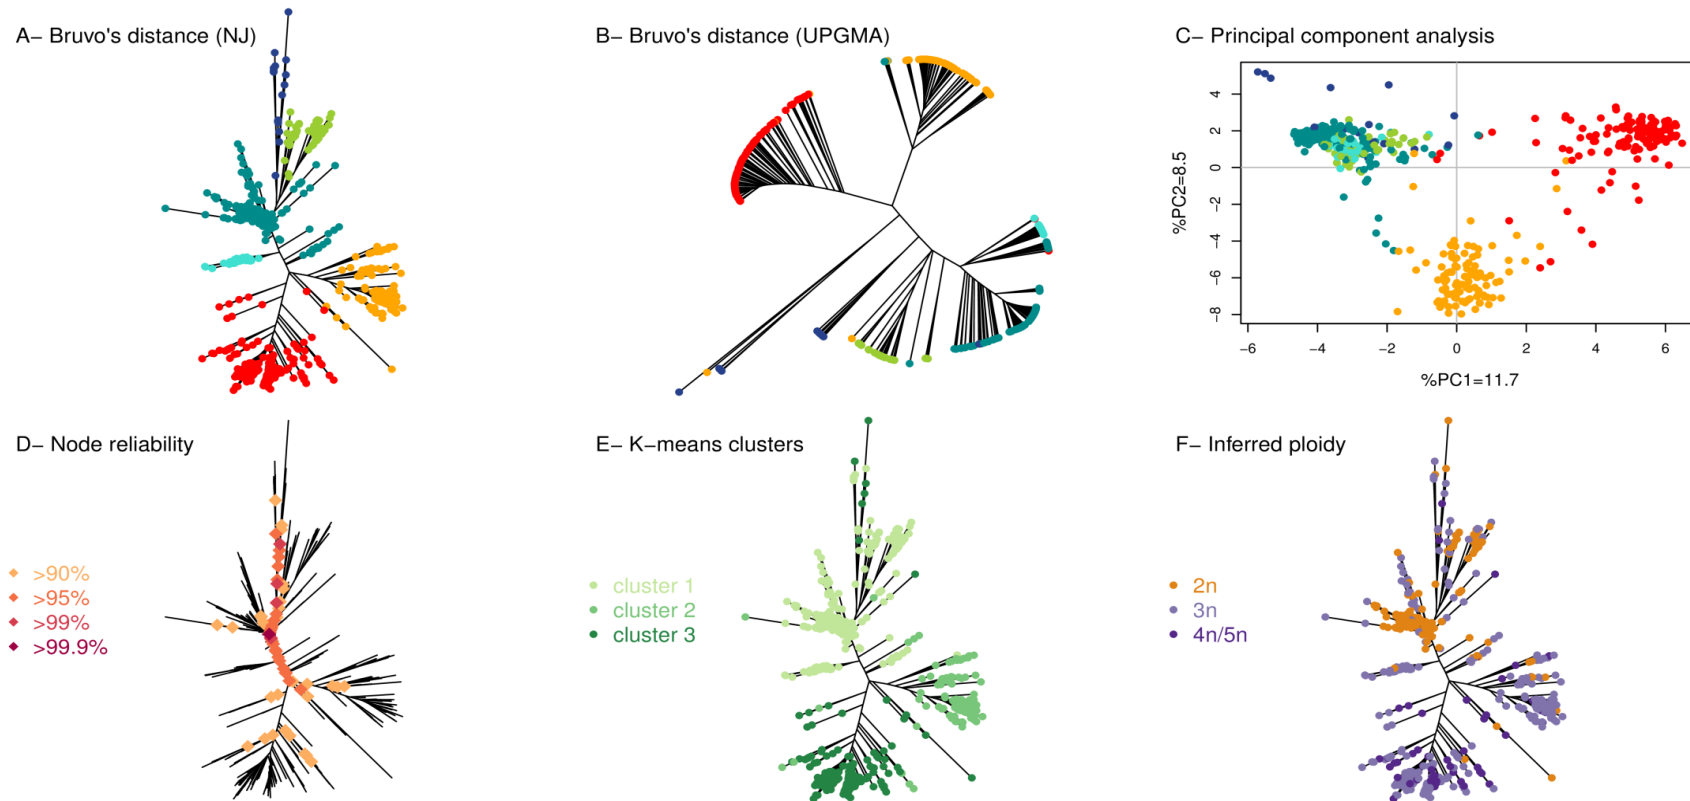 A– Bruvo's distance (NJ)
B– Bruvo's distance (UPGMA)
C– Principal component analysis
%PC2=8.5
4
2
0
−2
−4
−6
−8
−6
−4
−2
0
2
4
6
%PC1=11.7
D– Node reliability
>90%
>95%
>99%
>99.9%
E– K−means clusters
cluster 1
cluster 2
cluster 3
F– Inferred ploidy
2n
3n
4n/5n